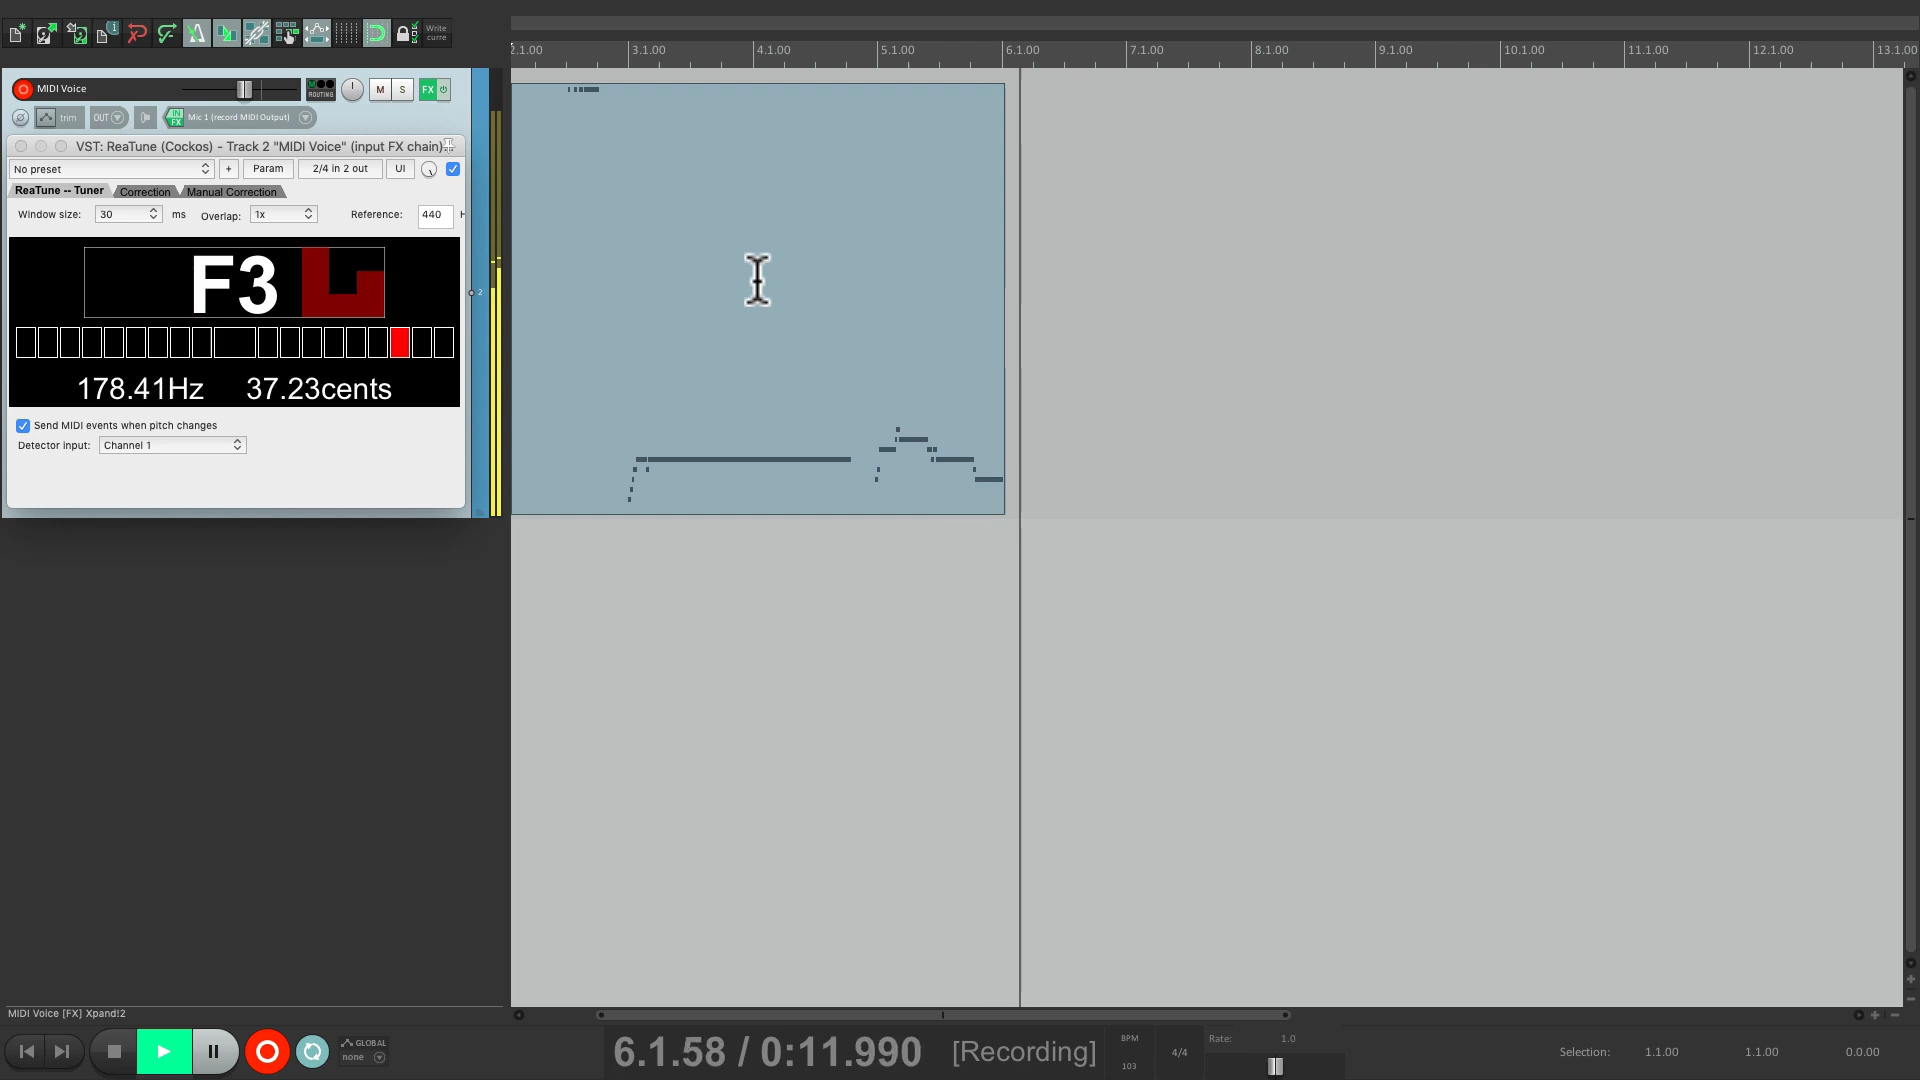 Write
curre
2.1.00 3.1.00 4.1.00 5.1.00 6.1.00 7.1.00 8.1.00 9.1.00 10.1.00 11.1.00 12.1.00 13.1.00
MIDI Voice
ROUTING
M S FX
trim OUT IN FX Mic 1 (record MIDI Output)
VST: ReaTune (Cockos) - Track 2 "MIDI Voice" (input FX chain)
No preset + Param 2/4 in 2 out UI
ReaTune -- Tuner Correction Manual Correction
Window size: 30 ms Overlap: 1x Reference: 440 H
F3
2
178.41Hz 37.23cents
Send MIDI events when pitch changes
Detector input: Channel 1
MIDI Voice [FX] Xpand!2
GLOBAL
none
6.1.58 / 0:11.990 [Recording]
BPM
103
4/4
Rate: 1.0
Selection: 1.1.00 1.1.00 0.0.00